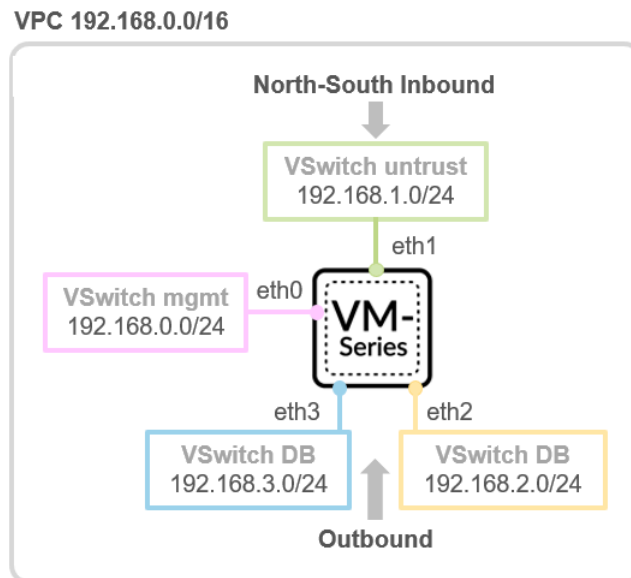 VPC 192.168.0.0/16
North-South Inbound
VSwitch untrust
192.168.1.0/24
eth1
VSwitch mgmt
192.168.0.0/24
eth0
VM-
Series
eth3
eth2
VSwitch DB
192.168.3.0/24
VSwitch DB
192.168.2.0/24
Outbound